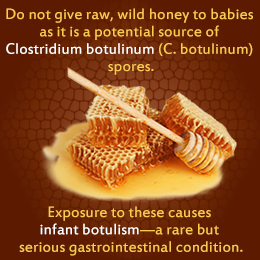 Do not give raw, wild honey to babies
as it is a potential source of
Clostridium botulinum (C. botulinum)
spores.
Exposure to these causes
infant botulism—a rare but
serious gastrointestinal condition.